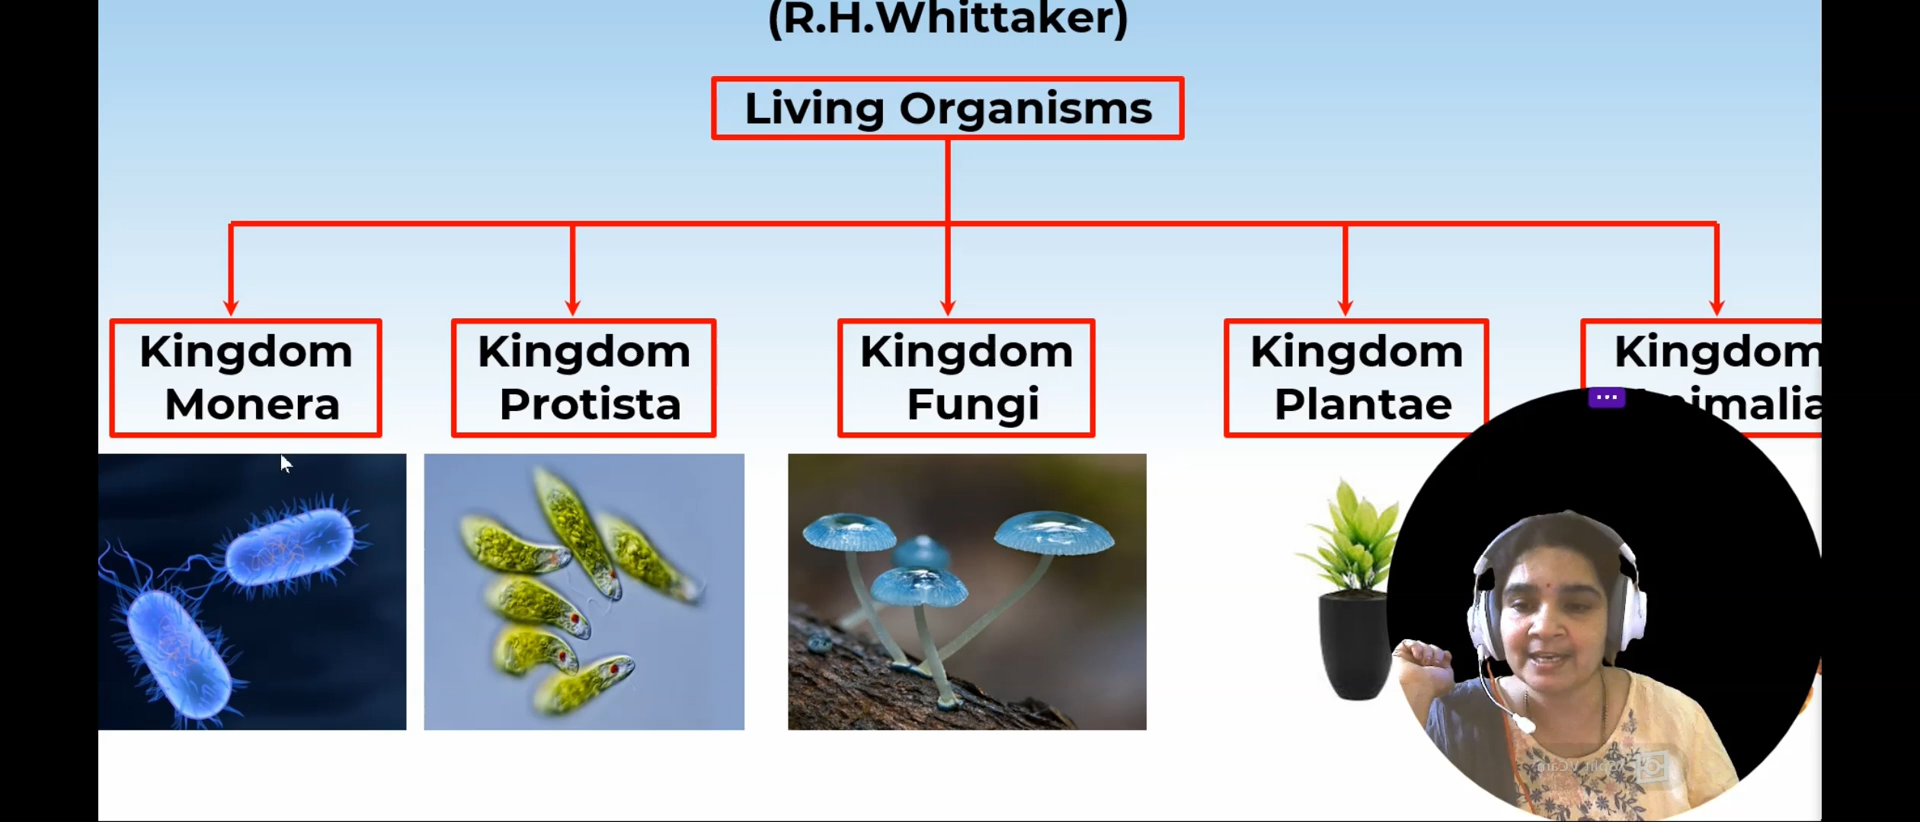 (R.H.Whittaker)
Living Organisms
Kingdom
Monera
Kingdom
Protista
Kingdom
Fungi
Kingdom
Plantae
Kingdom